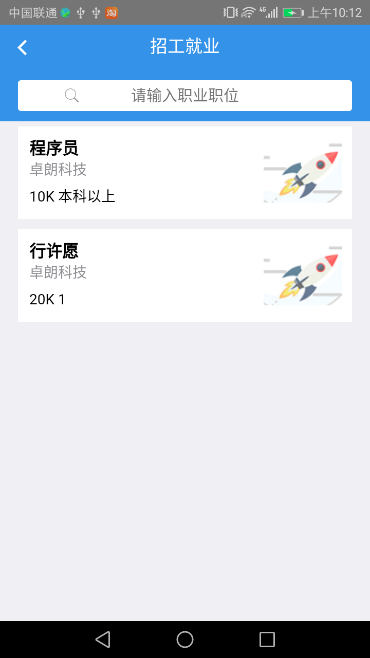 中国联通 淘 4G 上午10:12
招工就业
请输入职业职位
程序员
卓朗科技
10K 本科以上
行许愿
卓朗科技
20K 1